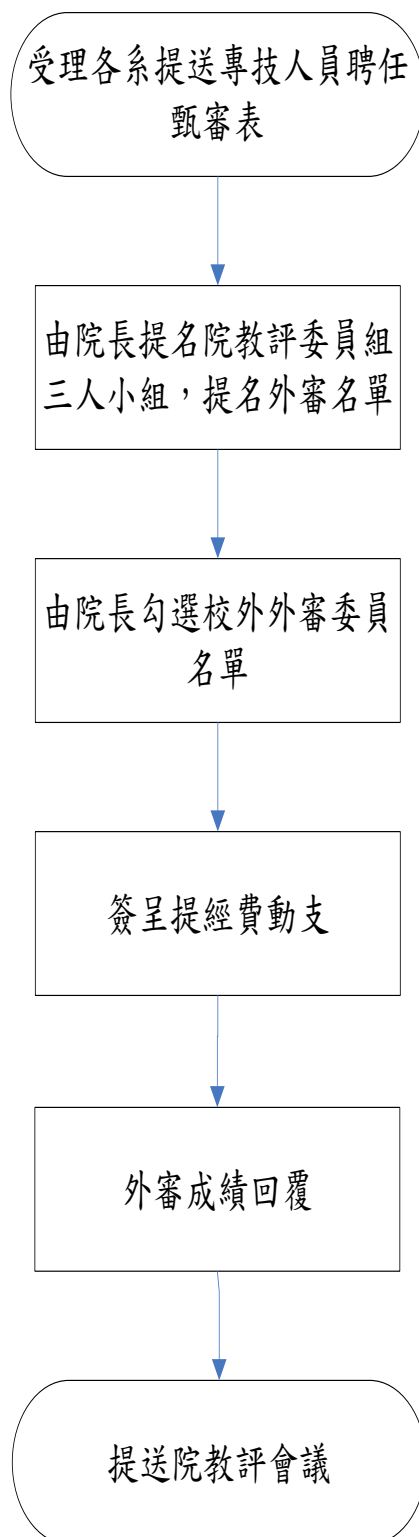 受理各系提送專技人員聘任
甄審表
由院長提名院教評委員組
三人小組，提名外審名單
由院長勾選校外外審委員
名單
簽呈提經費動支
外審成績回覆
提送院教評會議